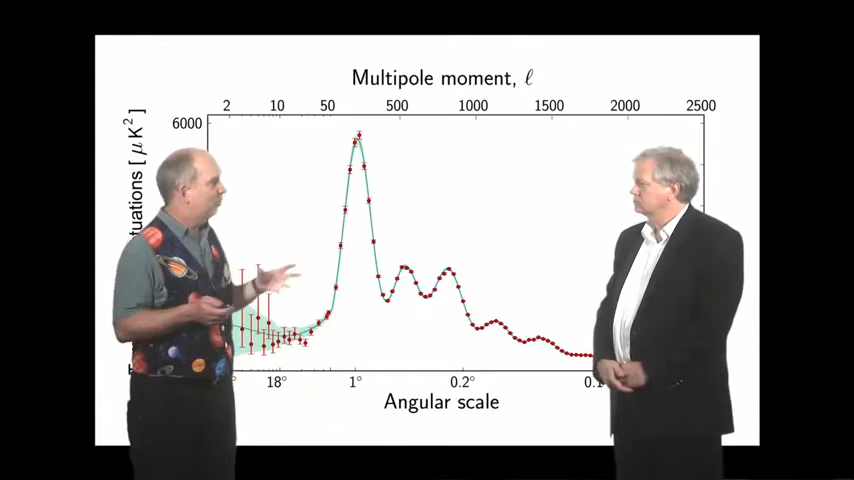 Multipole moment, ℓ
2 10 50 500 1000 1500 2000 2500
6000
tuations [ μK² ]
18° 1° 0.2° 0.1
Angular scale